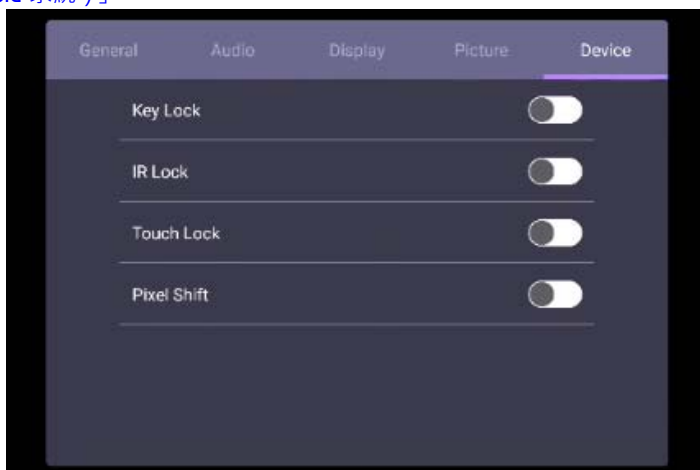 General Audio Display Picture Device
Key Lock
IR Lock
Touch Lock
Pixel Shift